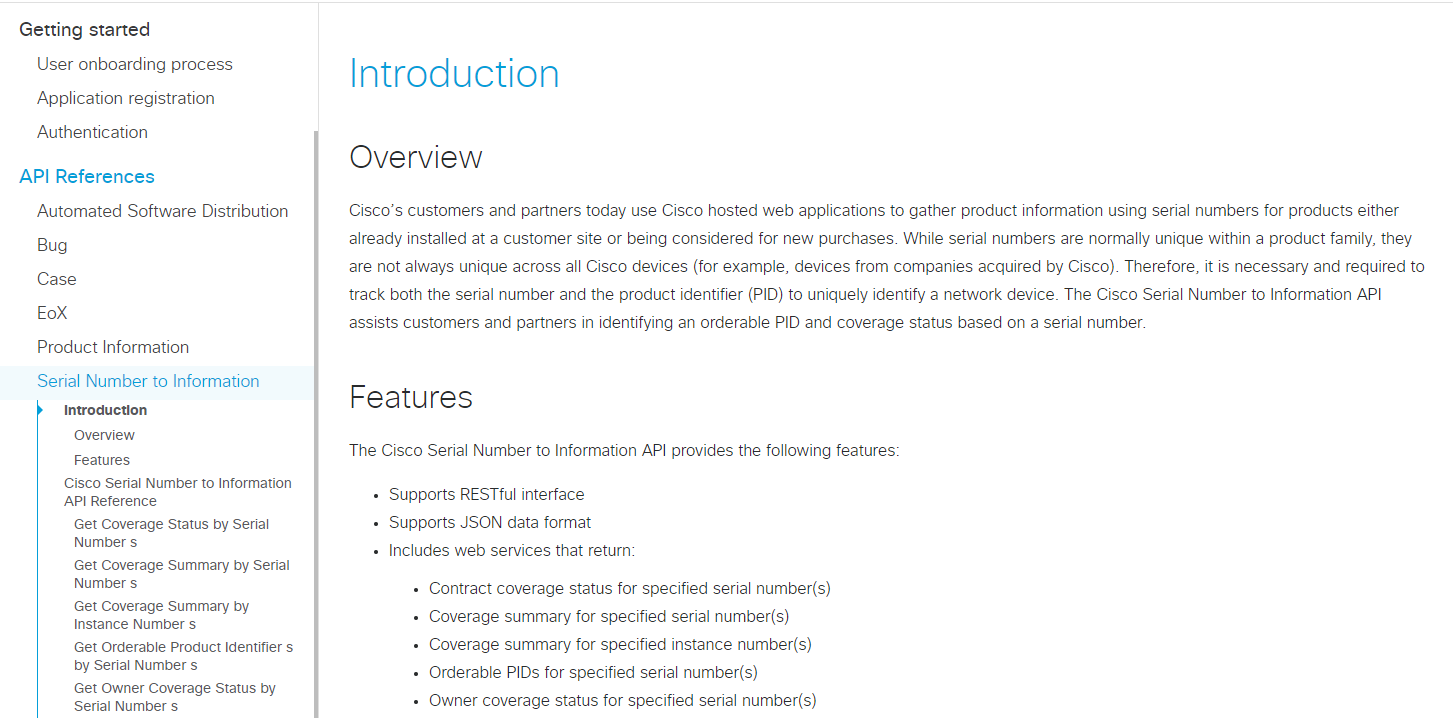 Getting started
User onboarding process
Application registration
Authentication
API References
Automated Software Distribution
Bug
Case
EoX
Product Information
Serial Number to Information
Introduction
Overview
Features
Cisco Serial Number to Information
API Reference
Get Coverage Status by Serial
Number s
Get Coverage Summary by Serial
Number s
Get Coverage Summary by
Instance Number s
Get Orderable Product Identifier s
by Serial Number s
Get Owner Coverage Status by
Serial Number s
Introduction
Overview
Cisco's customers and partners today use Cisco hosted web applications to gather product information using serial numbers for products either
already installed at a customer site or being considered for new purchases. While serial numbers are normally unique within a product family, they
are not always unique across all Cisco devices (for example, devices from companies acquired by Cisco). Therefore, it is necessary and required to
track both the serial number and the product identifier (PID) to uniquely identify a network device. The Cisco Serial Number to Information API
assists customers and partners in identifying an orderable PID and coverage status based on a serial number.
Features
The Cisco Serial Number to Information API provides the following features:
• Supports RESTful interface
• Supports JSON data format
• Includes web services that return:
• Contract coverage status for specified serial number(s)
• Coverage summary for specified serial number(s)
• Coverage summary for specified instance number(s)
• Orderable PIDs for specified serial number(s)
• Owner coverage status for specified serial number(s)